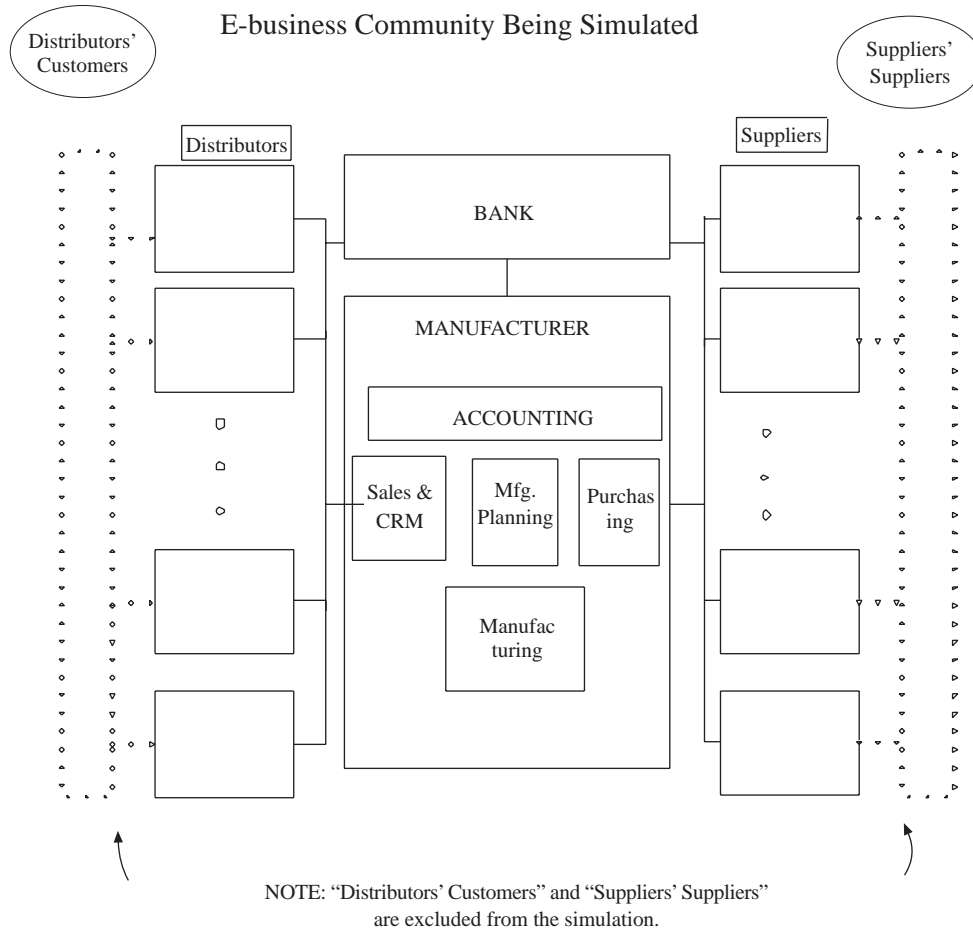 E-business Community Being Simulated
Distributors'
Customers
Suppliers'
Suppliers
Distributors
Suppliers
BANK
MANUFACTURER
ACCOUNTING
Sales &
CRM
Mfg.
Planning
Purchas
ing
Manufac
turing
NOTE: “Distributors’ Customers” and “Suppliers’ Suppliers”
are excluded from the simulation.